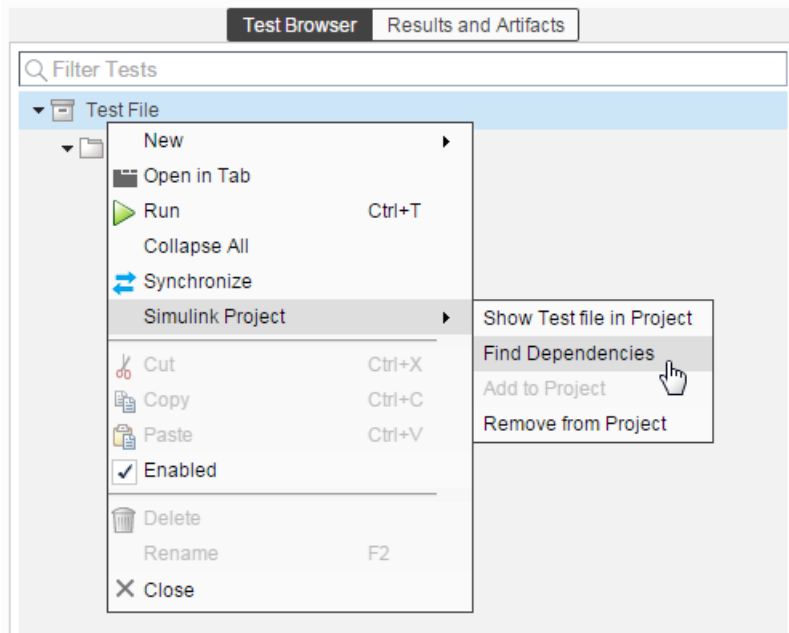 Test Browser Results and Artifacts
Filter Tests
Test File
New
Open in Tab
Run Ctrl+T
Collapse All
Synchronize
Simulink Project
Show Test file in Project
Find Dependencies
Add to Project
Remove from Project
Cut Ctrl+X
Copy Ctrl+C
Paste Ctrl+V
Enabled
Delete
Rename F2
Close